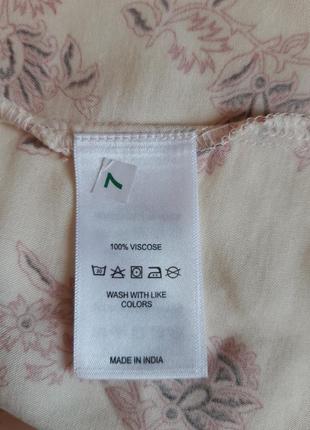 7
100% VISCOSE
WASH WITH LIKE
COLORS
MADE IN INDIA